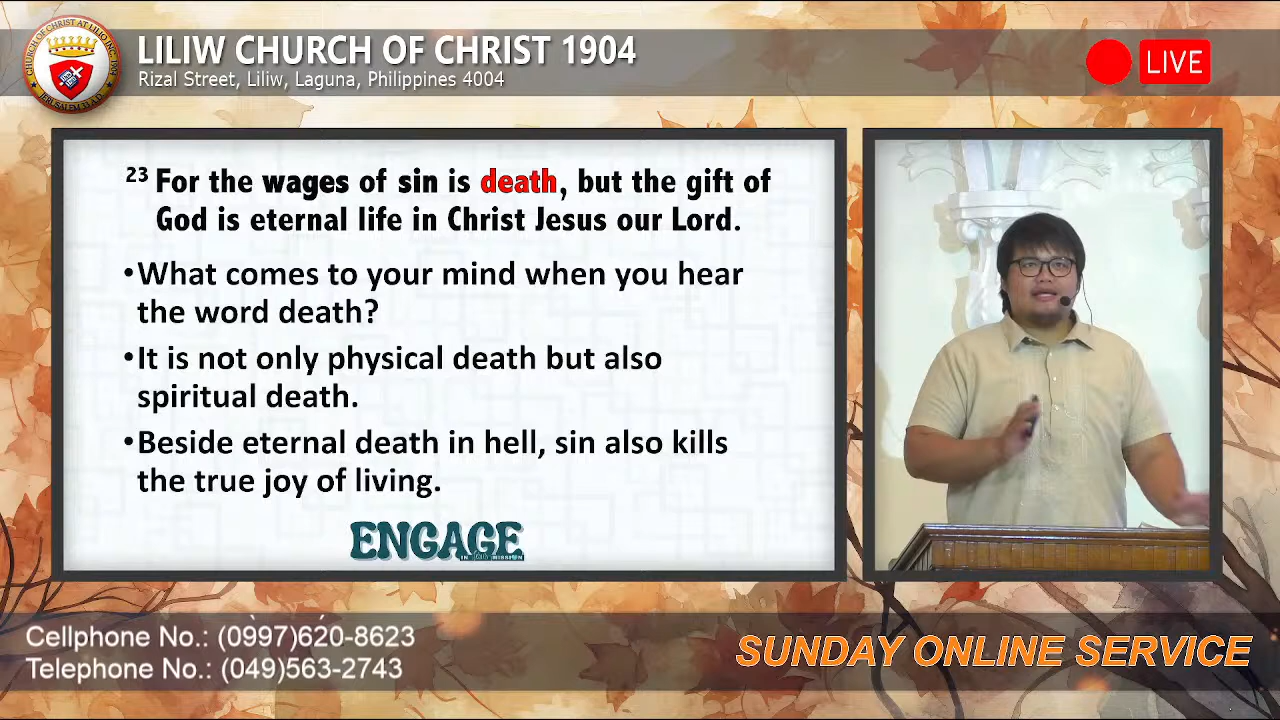 LILIW CHURCH OF CHRIST 1904
Rizal Street, Liliw, Laguna, Philippines 4004
LIVE
23 For the wages of sin is death, but the gift of
God is eternal life in Christ Jesus our Lord.
•What comes to your mind when you hear
the word death?
•It is not only physical death but also
spiritual death.
•Beside eternal death in hell, sin also kills
the true joy of living.
ENGAGE
Cellphone No.: (0997)620-8623
Telephone No.: (049)563-2743
SUNDAY ONLINE SERVICE